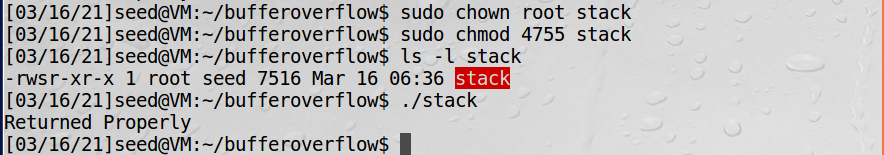 [03/16/21]seed@VM:~/bufferoverflow$ sudo chown root stack
[03/16/21]seed@VM:~/bufferoverflow$ sudo chmod 4755 stack
[03/16/21]seed@VM:~/bufferoverflow$ ls -l stack
-rwsr-xr-x 1 root seed 7516 Mar 16 06:36 stack
[03/16/21]seed@VM:~/bufferoverflow$ ./stack
Returned Properly
[03/16/21]seed@VM:~/bufferoverflow$